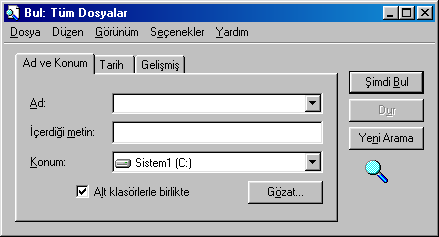 Bul: Tüm Dosyalar
Dosya Düzen Görünüm Seçenekler Yardım
Ad ve Konum Tarih Gelişmiş
Ad:
İçerdiği metin:
Konum: Sistem1 (C:)
Alt klasörlerle birlikte
Gözat...
Şimdi Bul
Dur
Yeni Arama